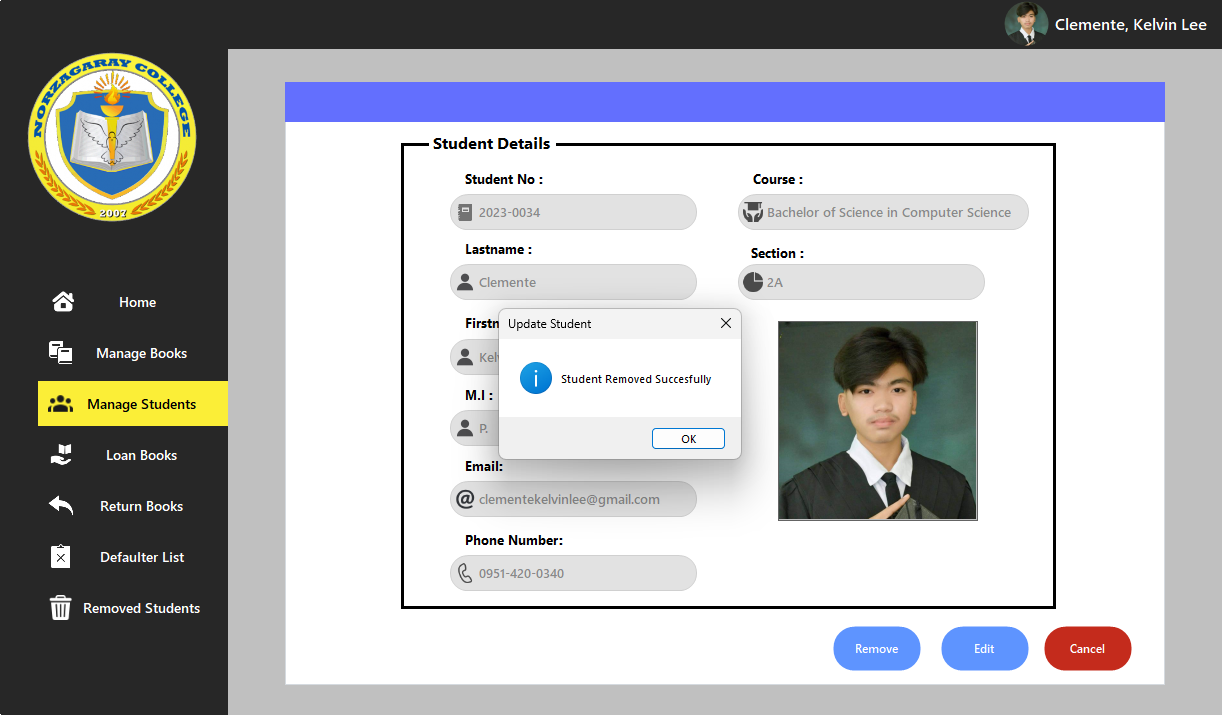 Clemente, Kelvin Lee
NORZAGARAY COLLEGE
2007
Home
Manage Books
Manage Students
Loan Books
Return Books
Defaulter List
Removed Students
Student Details
Student No :
2023-0034
Course :
Bachelor of Science in Computer Science
Lastname :
Clemente
Section :
2A
M.I :
P.
Email:
clementekelvinlee@gmail.com
Phone Number:
0951-420-0340
Update Student
Student Removed Succesfully
OK
Remove
Edit
Cancel